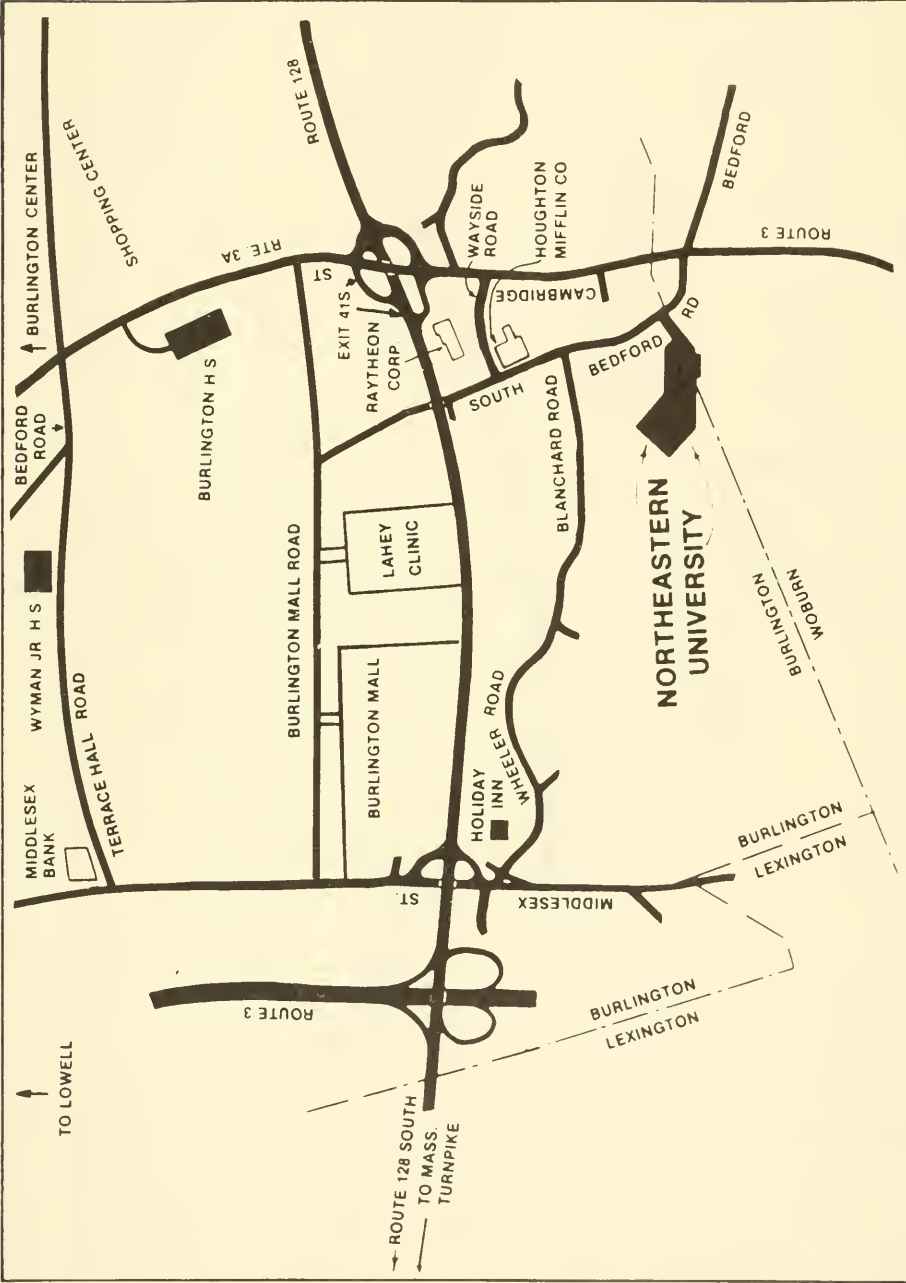 TO LOWELL
MIDDLESEX
BANK
WYMAN JR H S
BEDFORD
ROAD
BURLINGTON CENTER
SHOPPING CENTER
TERRACE HALL ROAD
BURLINGTON H S
RTE. 3A
ROUTE 128
ROUTE 3
BURLINGTON MALL ROAD
ST
EXIT 41S
BURLINGTON MALL
LAHEY
CLINIC
RAYTHEON
CORP.
WAYSIDE
ROAD
HOUGHTON
MIFFLIN CO
ST.
ROUTE 128 SOUTH
TO MASS.
TURNPIKE
HOLIDAY
INN
WHEELER ROAD
SOUTH
CAMBRIDGE
BLANCHARD ROAD
BEDFORD
RD
BEDFORD
MIDDLESEX
NORTHEASTERN
UNIVERSITY
ROUTE 3
BURLINGTON
LEXINGTON
BURLINGTON
LEXINGTON
BURLINGTON
WOBURN